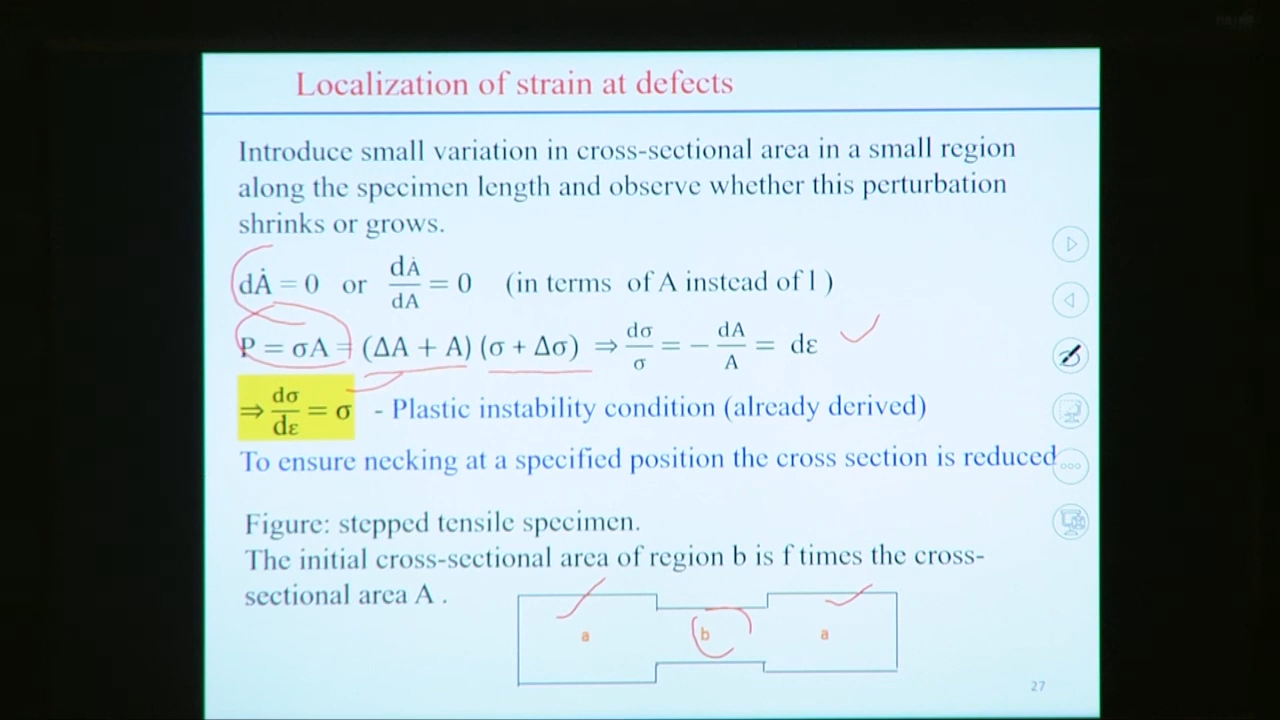 Localization of strain at defects
Introduce small variation in cross-sectional area in a small region
along the specimen length and observe whether this perturbation
shrinks or grows.
dȦ = 0 or dȦ/dA = 0 (in terms of A instead of l )
P = σA = (ΔA + A) (σ + Δσ) ⇒ dσ/σ = − dA/A = dε
⇒ dσ/dε = σ - Plastic instability condition (already derived)
To ensure necking at a specified position the cross section is reduced
Figure: stepped tensile specimen.
The initial cross-sectional area of region b is f times the cross-
sectional area A .
a b a
27